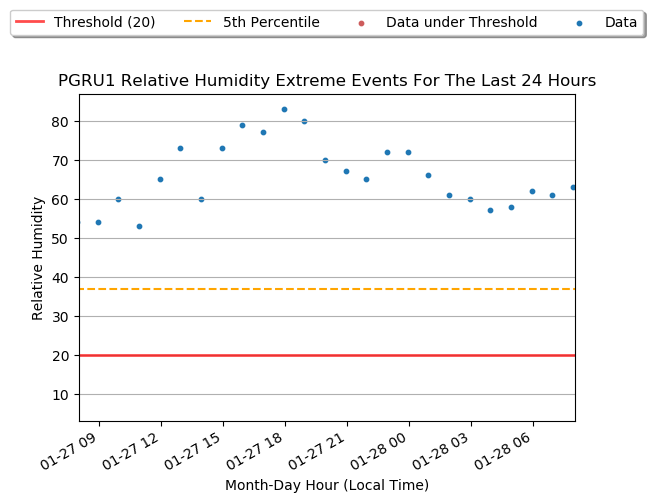 Threshold (20) 5th Percentile Data under Threshold Data
PGRU1 Relative Humidity Extreme Events For The Last 24 Hours
Relative Humidity
80
70
60
50
40
30
20
10
01-27 09 01-27 12 01-27 15 01-27 18 01-27 21 01-28 00 01-28 03 01-28 06
Month-Day Hour (Local Time)